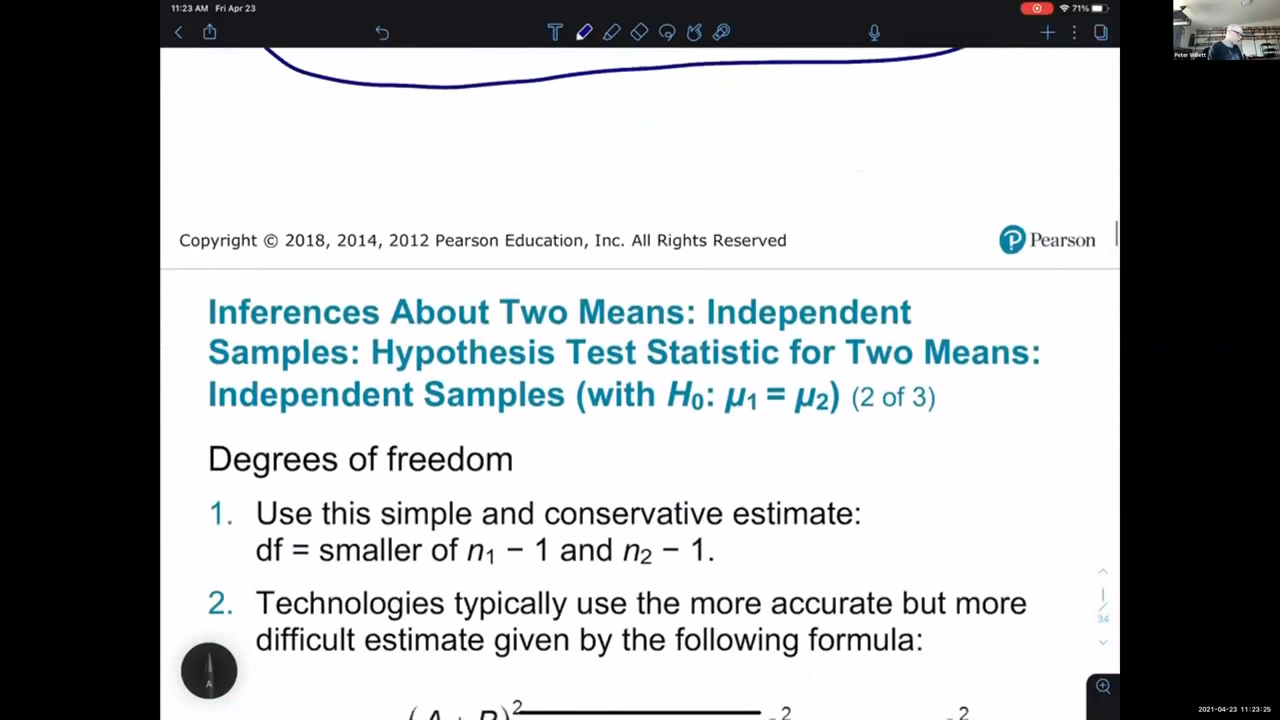 11:23 AM Fri Apr 23
71%
Peter Willett
Copyright © 2018, 2014, 2012 Pearson Education, Inc. All Rights Reserved
Pearson
Inferences About Two Means: Independent
Samples: Hypothesis Test Statistic for Two Means:
Independent Samples (with H₀: μ₁ = μ₂) (2 of 3)
Degrees of freedom
1. Use this simple and conservative estimate:
df = smaller of n₁ − 1 and n₂ − 1.
2. Technologies typically use the more accurate but more
difficult estimate given by the following formula:
34
A
2021-04-23 11:23:25